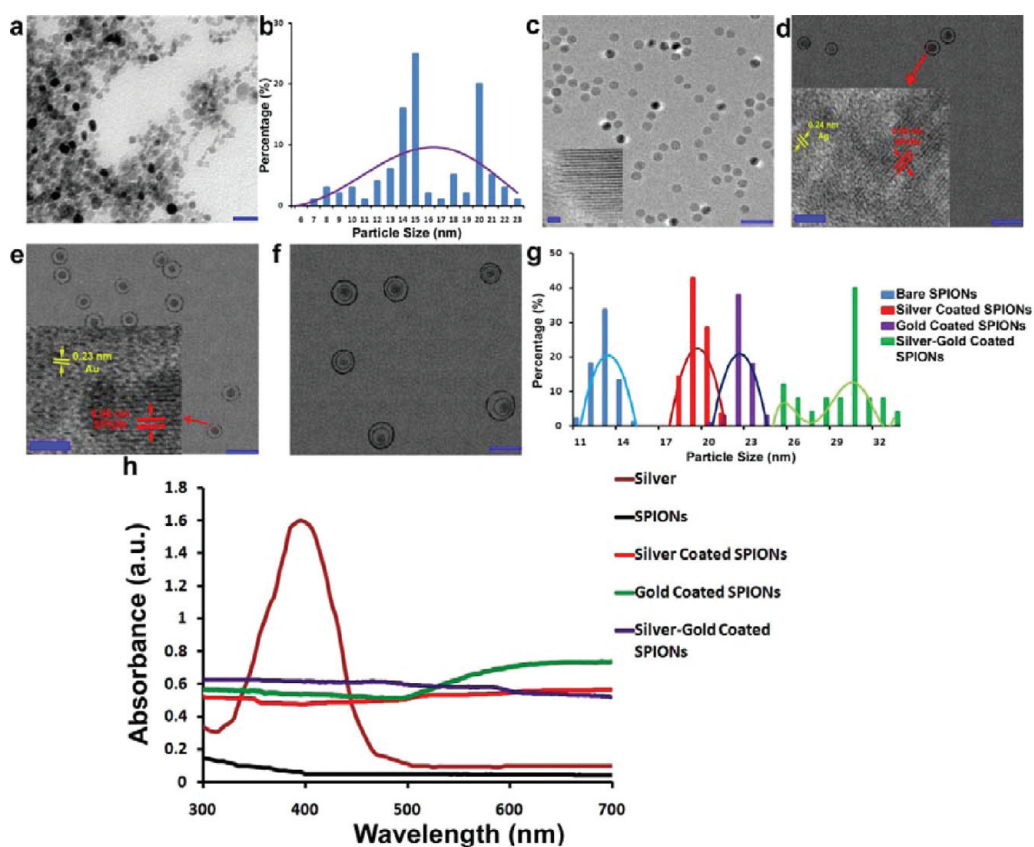 a
b
Percentage (%)
30
20
10
0
6 7 8 9 10 11 12 13 14 15 16 17 18 19 20 21 22 23
Particle Size (nm)
c
d
0.24 nm
Ag
e
0.23 nm
Au
SPION
f
g
Percentage (%)
50
40
30
20
10
0
11 14 17 20 23 26 29 32
Particle Size (nm)
Bare SPIONs
Silver Coated SPIONs
Gold Coated SPIONs
Silver-Gold Coated
SPIONs
h
Absorbance (a.u.)
1.8
1.6
1.4
1.2
1
0.8
0.6
0.4
0.2
0
300 400 500 600 700
Wavelength (nm)
Silver
SPIONs
Silver Coated SPIONs
Gold Coated SPIONs
Silver-Gold Coated
SPIONs